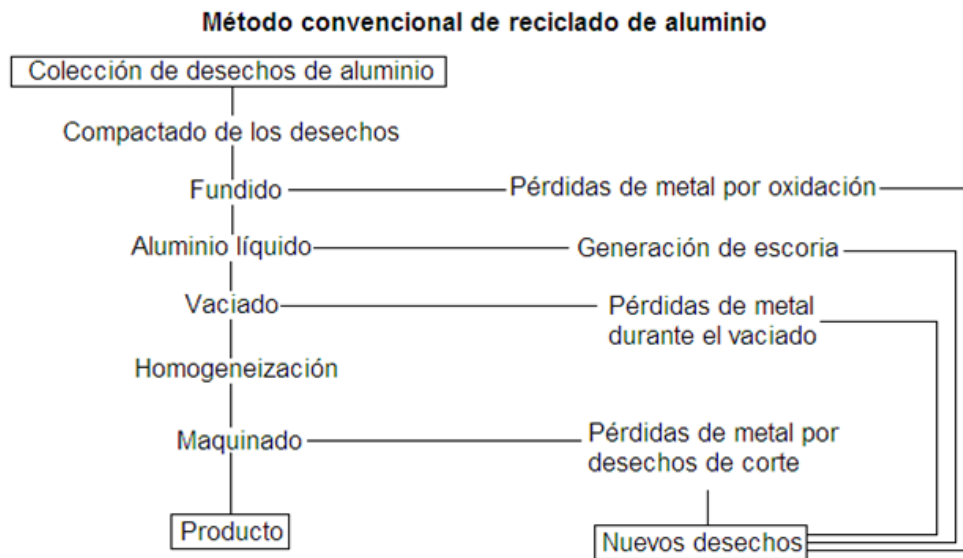 Método convencional de reciclado de aluminio
Colección de desechos de aluminio
Compactado de los desechos
Fundido
Pérdidas de metal por oxidación
Aluminio líquido
Generación de escoria
Vaciado
Pérdidas de metal
durante el vaciado
Homogeneización
Maquinado
Pérdidas de metal por
desechos de corte
Producto
Nuevos desechos